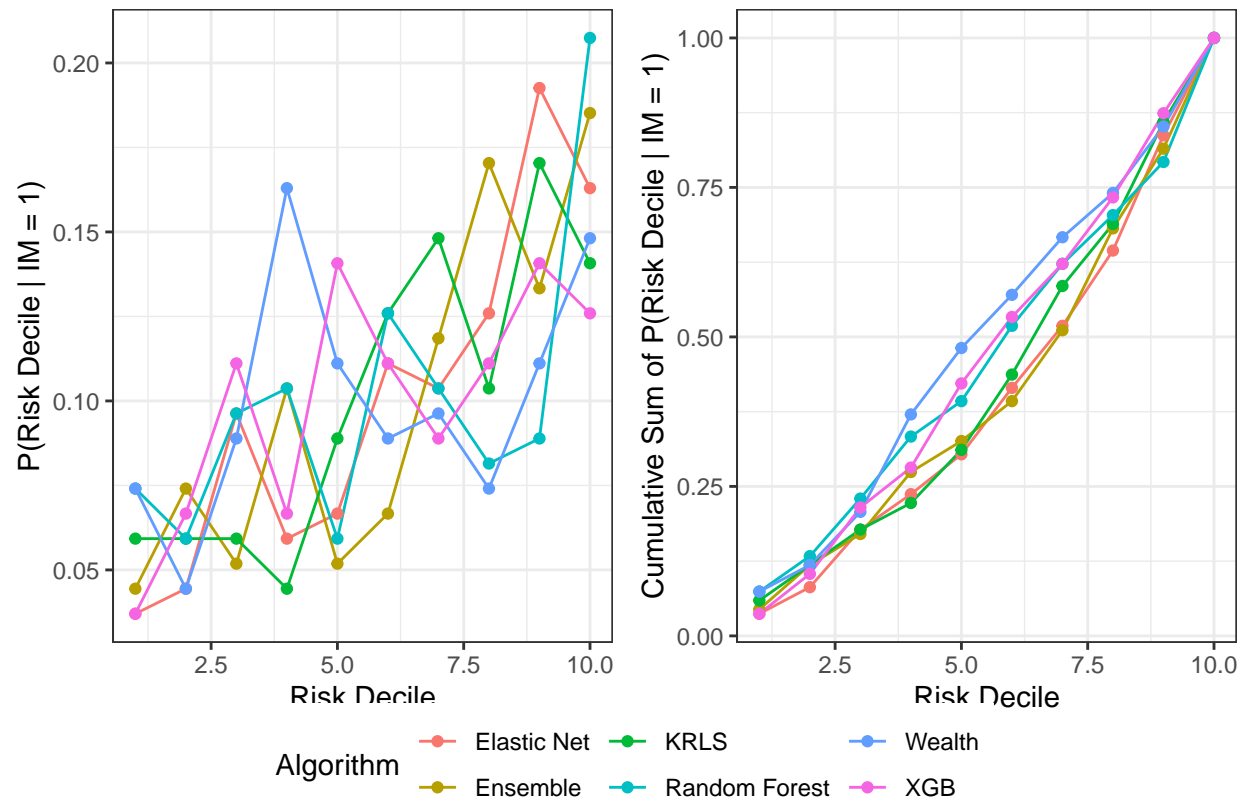 P(Risk Decile | IM = 1)
0.20
0.15
0.10
0.05
2.5 5.0 7.5 10.0
Risk Decile
Cumulative Sum of P(Risk Decile | IM = 1)
1.00
0.75
0.50
0.25
0.00
2.5 5.0 7.5 10.0
Risk Decile
Algorithm
Elastic Net KRLS Wealth
Ensemble Random Forest XGB